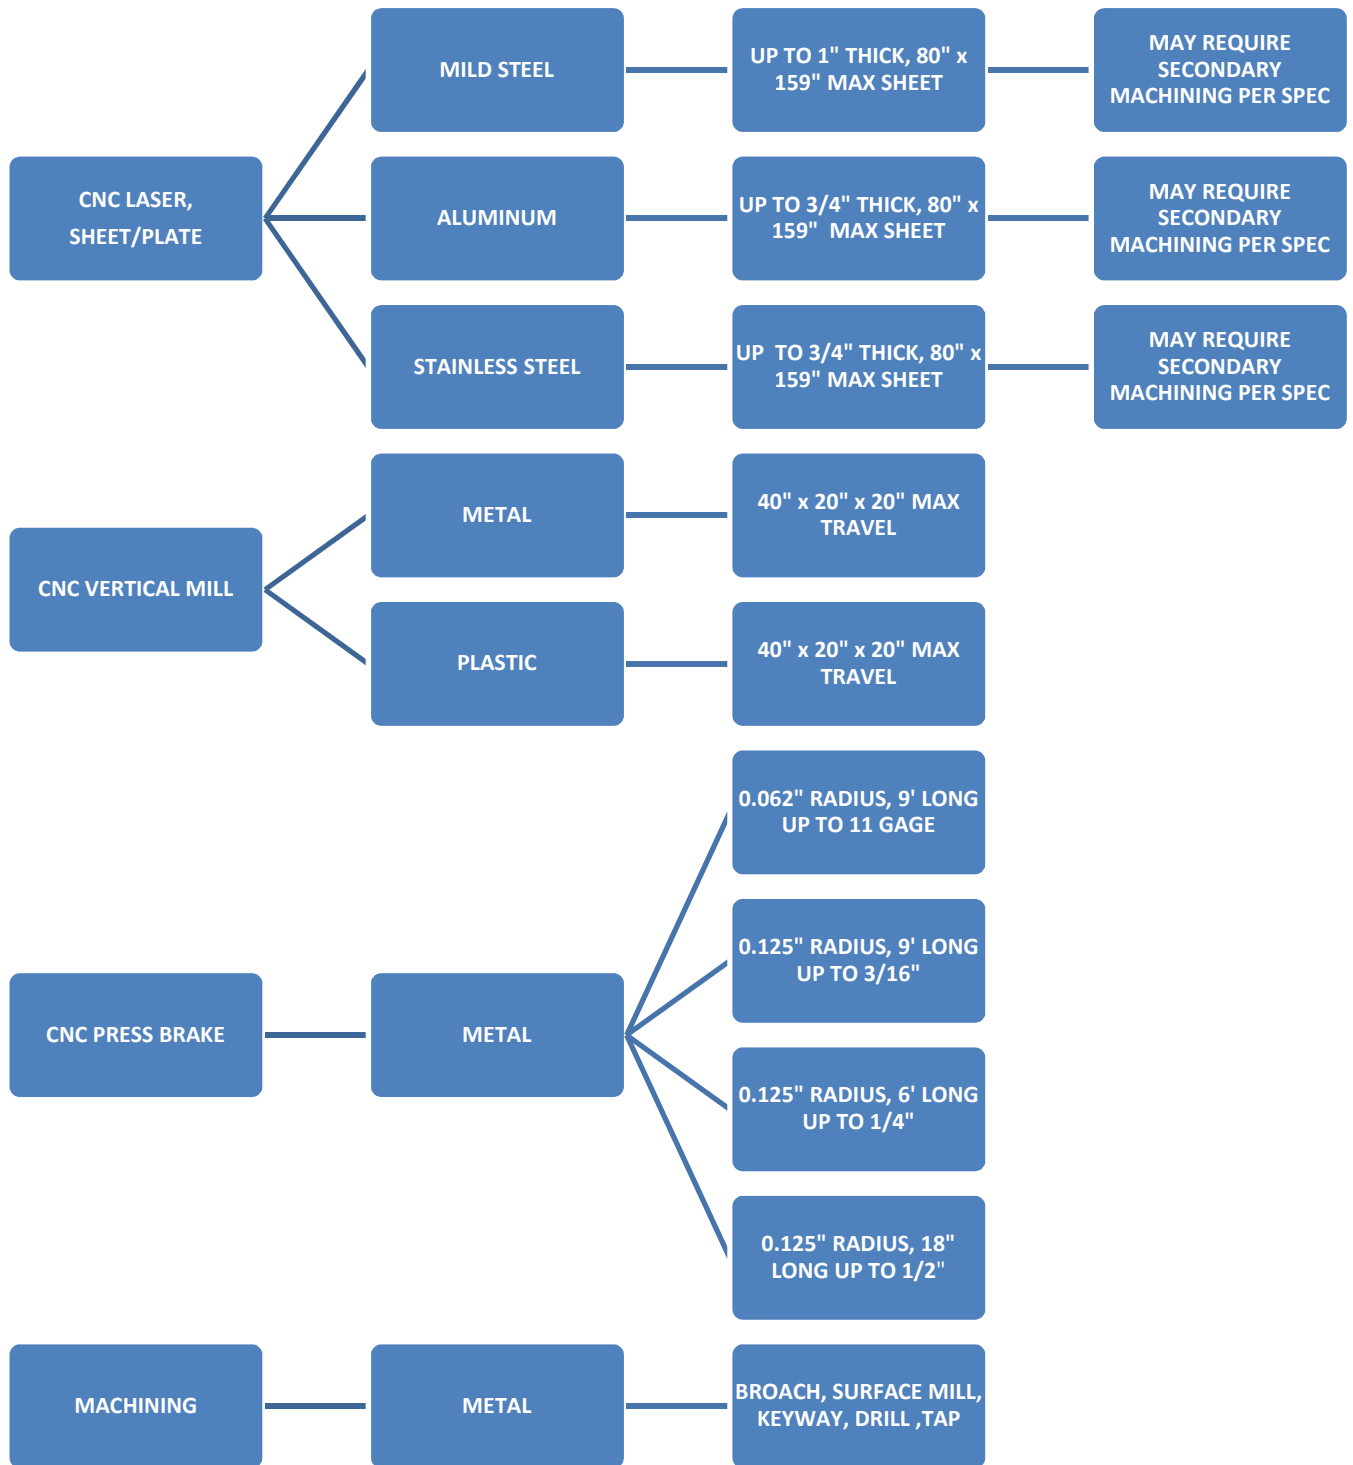 MILD STEEL
UP TO 1" THICK, 80" x
159" MAX SHEET
MAY REQUIRE
SECONDARY
MACHINING PER SPEC
CNC LASER,
SHEET/PLATE
ALUMINUM
UP TO 3/4" THICK, 80" x
159"  MAX SHEET
MAY REQUIRE
SECONDARY
MACHINING PER SPEC
STAINLESS STEEL
UP  TO 3/4" THICK, 80" x
159" MAX SHEET
MAY REQUIRE
SECONDARY
MACHINING PER SPEC
CNC VERTICAL MILL
METAL
40" x 20" x 20" MAX
TRAVEL
PLASTIC
40" x 20" x 20" MAX
TRAVEL
CNC PRESS BRAKE
METAL
0.062" RADIUS, 9' LONG
UP TO 11 GAGE
0.125" RADIUS, 9' LONG
UP TO 3/16"
0.125" RADIUS, 6' LONG
UP TO 1/4"
0.125" RADIUS, 18"
LONG UP TO 1/2"
MACHINING
METAL
BROACH, SURFACE MILL,
KEYWAY, DRILL ,TAP